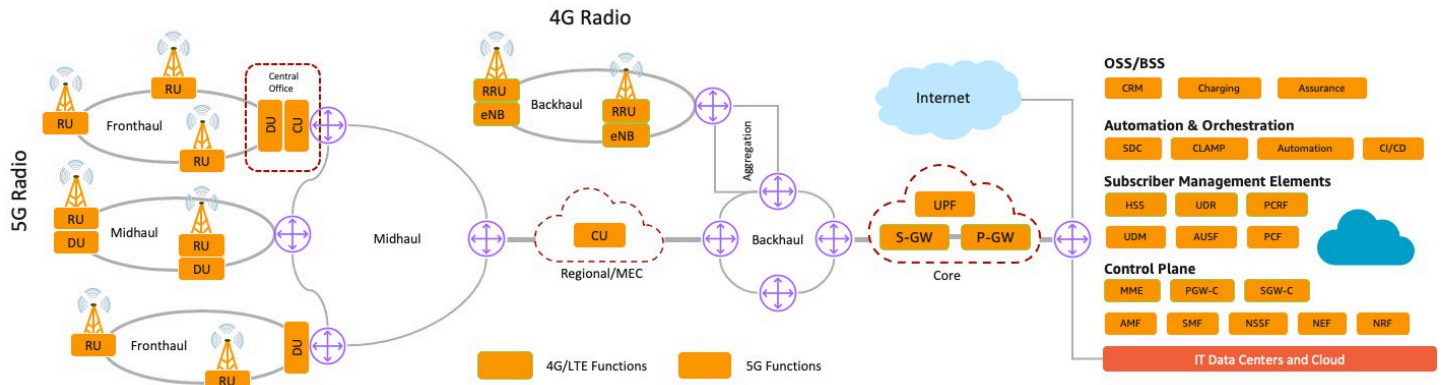 4G Radio
5G Radio
RU
RU
RU
RU
Fronthaul
Central
Office
DU
CU
RU
DU
RU
DU
Midhaul
RU
RU
Fronthaul
DU
Midhaul
RRU
eNB
RRU
eNB
Backhaul
Aggregation
CU
Regional/MEC
Backhaul
Internet
UPF
S-GW
P-GW
Core
4G/LTE Functions
5G Functions
OSS/BSS
CRM
Charging
Assurance
Automation & Orchestration
SDC
CLAMP
Automation
CI/CD
Subscriber Management Elements
HSS
UDR
PCRF
UDM
AUSF
PCF
Control Plane
MME
PGW-C
SGW-C
AMF
SMF
NSSF
NEF
NRF
IT Data Centers and Cloud